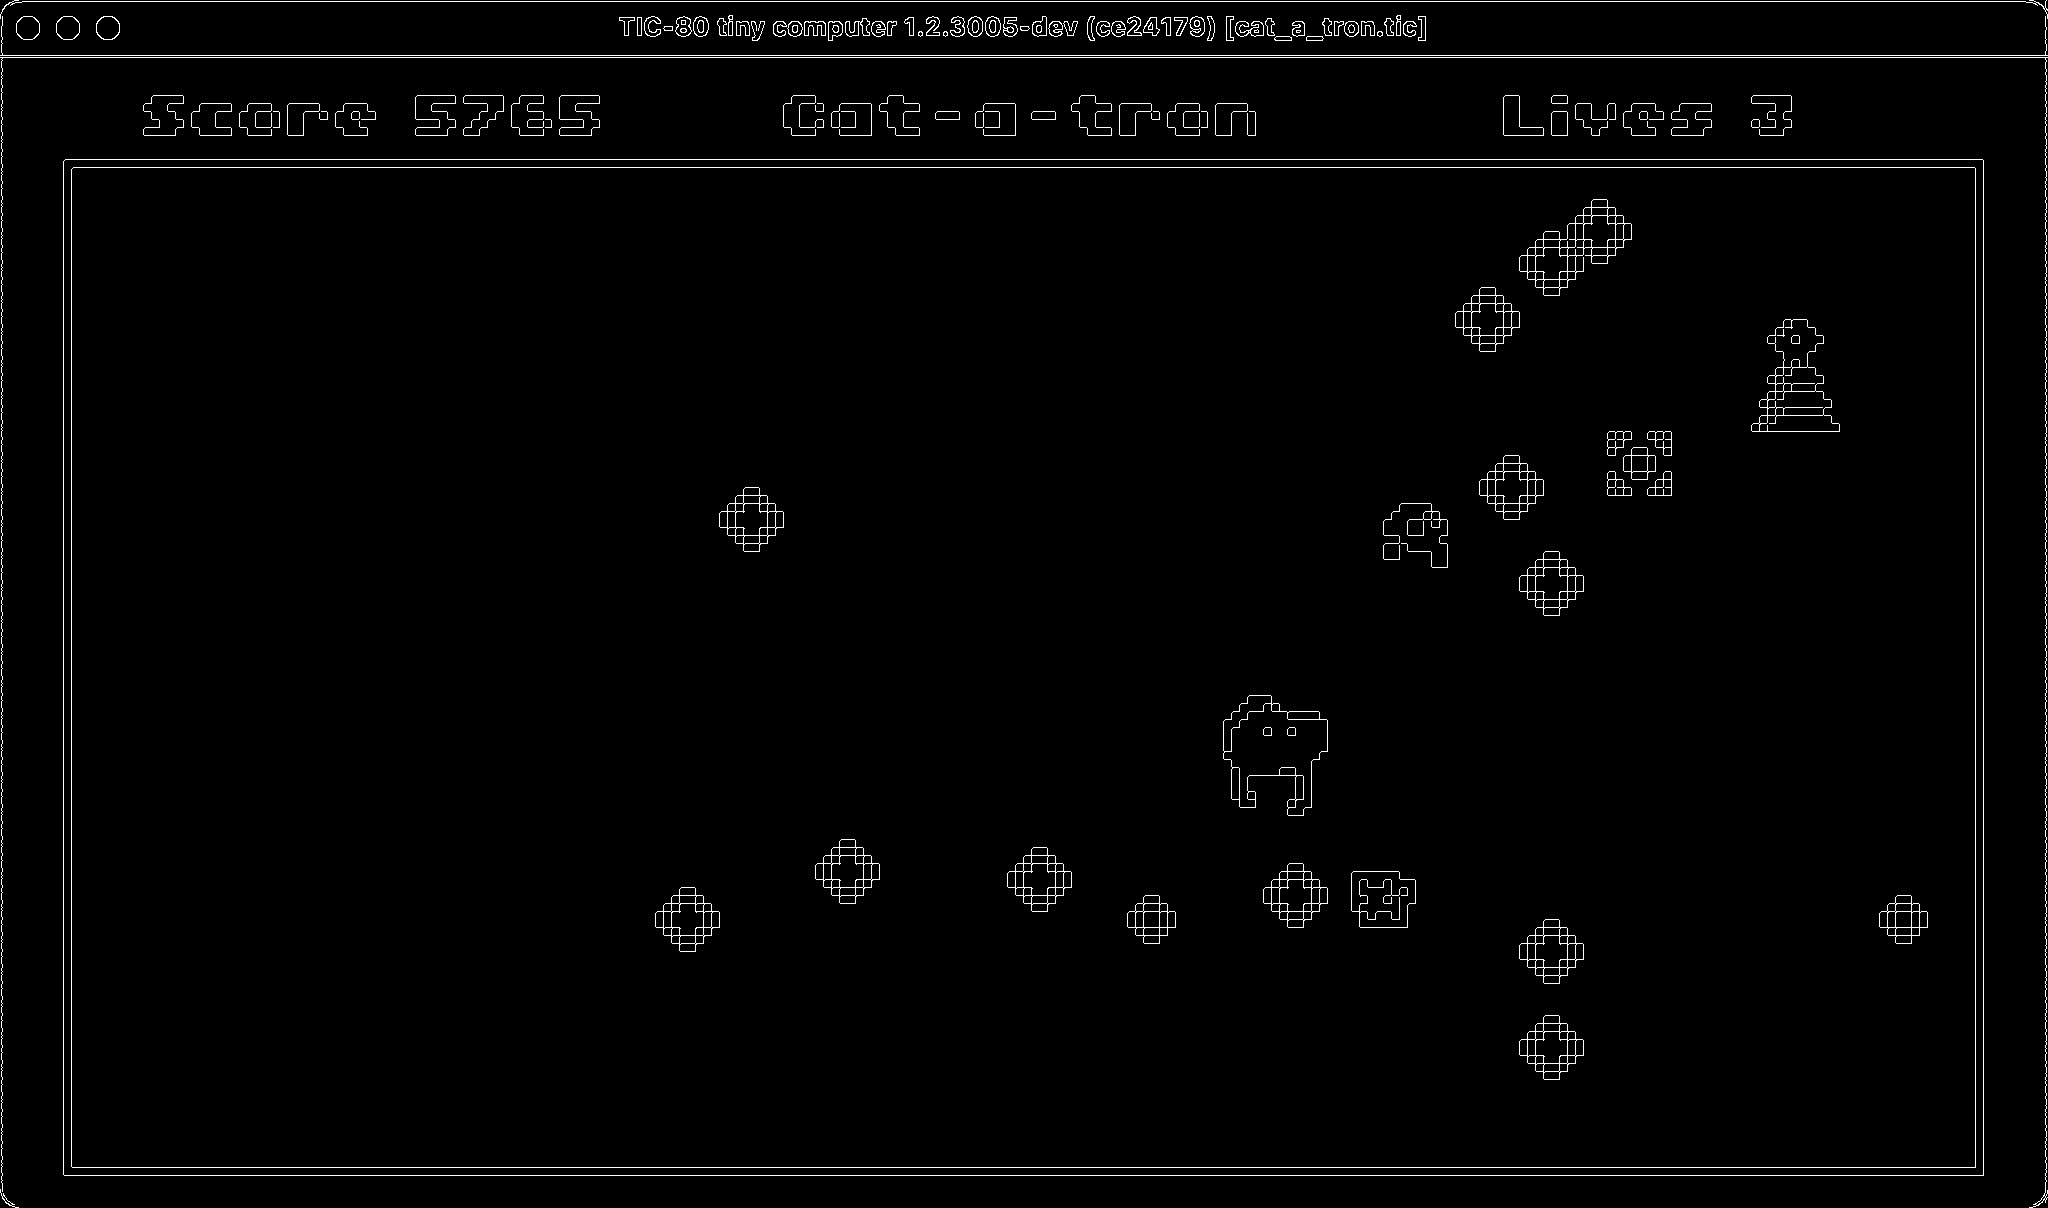 TIC-80 tiny computer 1.2.3005-dev (ce24179) [cat_a_tron.tic]
Score 5765 Cat-a-tron Lives 3